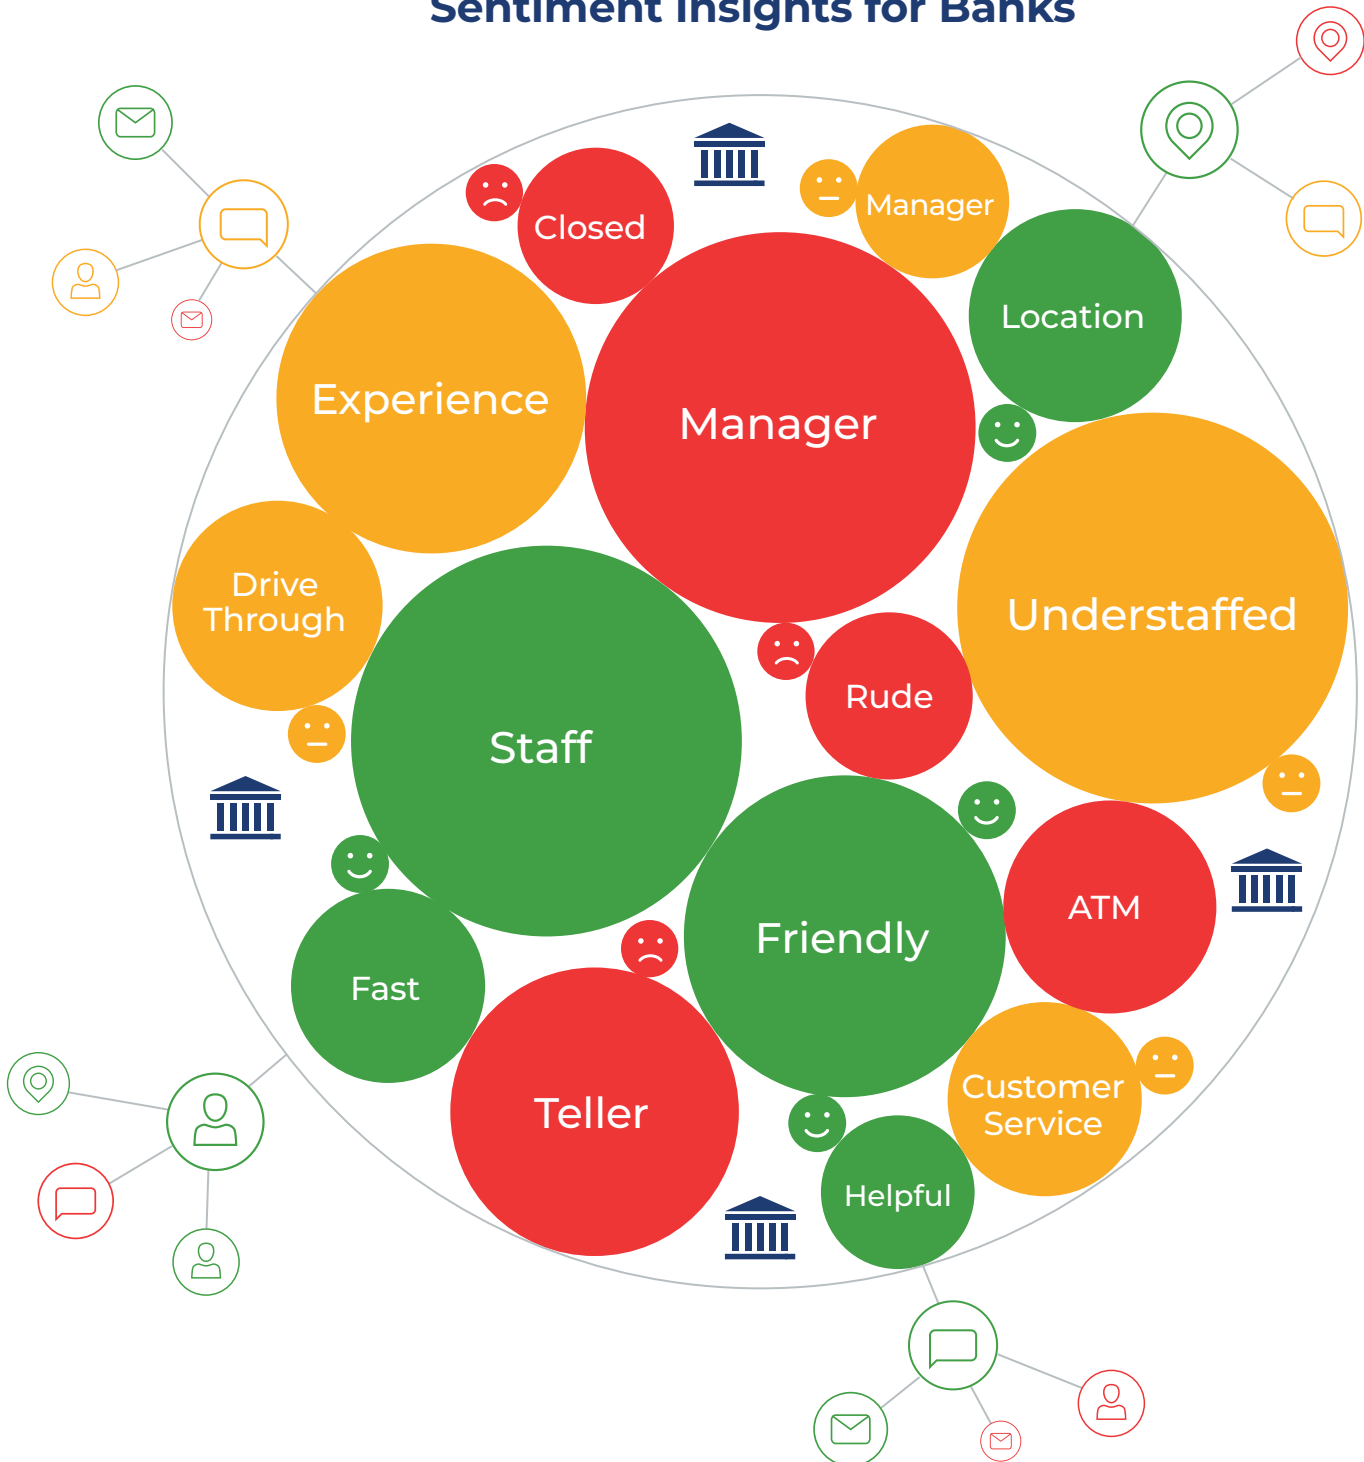 Sentiment Insights for Banks
Closed
Manager
Location
Experience
Manager
Drive
Through
Understaffed
Rude
Staff
Friendly
ATM
Fast
Teller
Customer
Service
Helpful